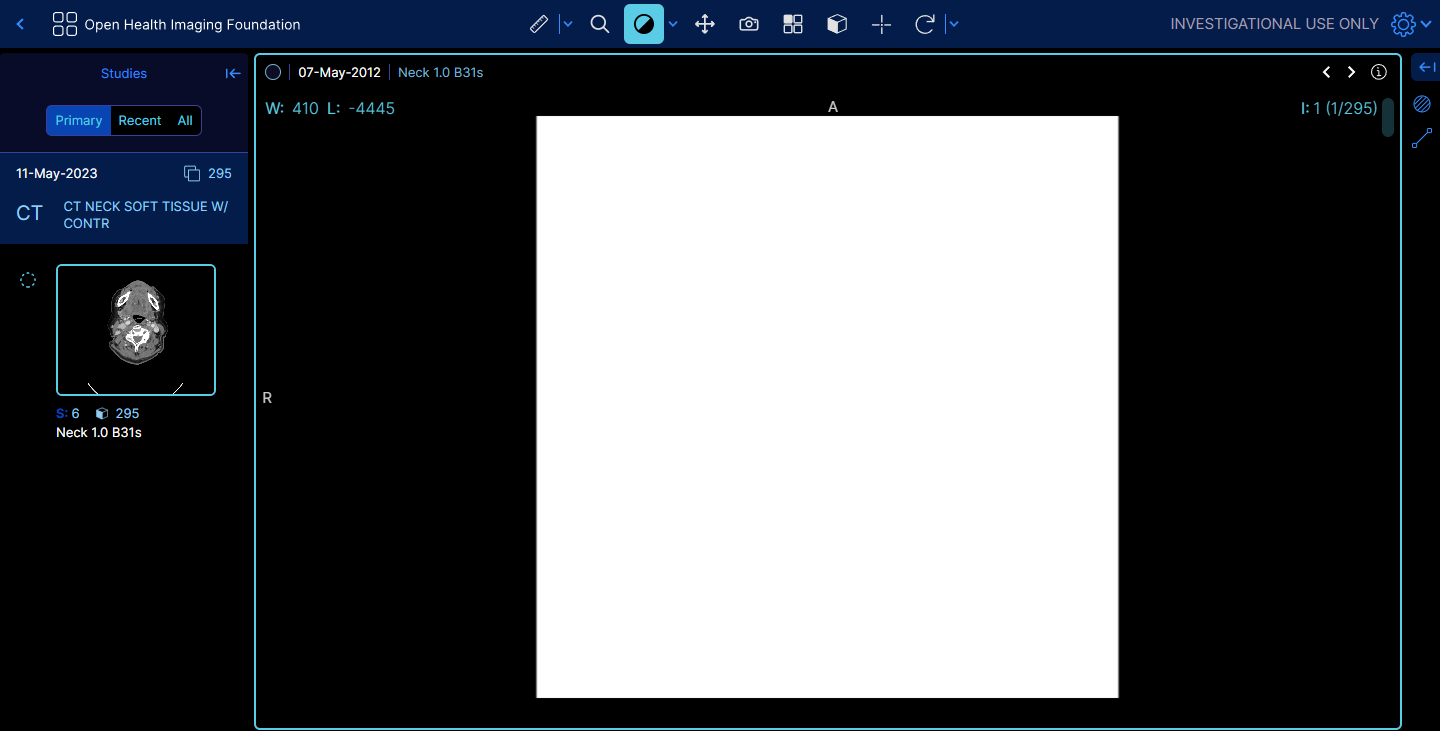 Open Health Imaging Foundation
INVESTIGATIONAL USE ONLY
Studies
Primary Recent All
11-May-2023 295
CT CT NECK SOFT TISSUE W/
CONTR
S: 6 295
Neck 1.0 B31s
07-May-2012 Neck 1.0 B31s
W: 410 L: -4445
A
I: 1 (1/295)
R